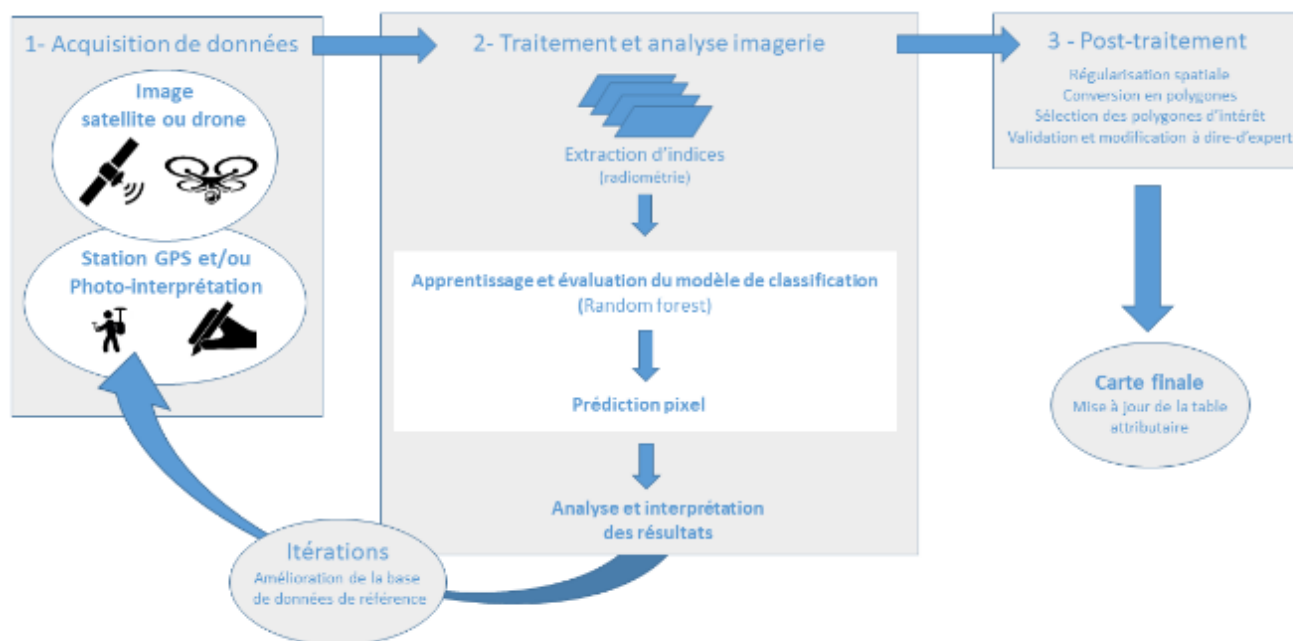 1- Acquisition de données
Image
satellite ou drone
Station GPS et/ou
Photo-interprétation
2- Traitement et analyse imagerie
Extraction d'indices
(radiométrie)
Apprentissage et évaluation du modèle de classification
(Random forest)
Prédiction pixel
Analyse et interprétation
des résultats
Itérations
Amélioration de la base
de données de référence
3 - Post-traitement
Régularisation spatiale
Conversion en polygones
Sélection des polygones d'intérêt
Validation et modification à dire-d'expert
Carte finale
Mise à jour de la table
attributaire